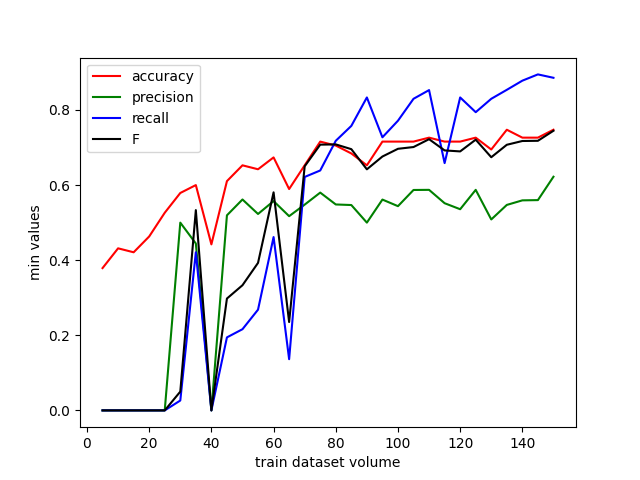 accuracy
precision
recall
F
0.8
0.6
0.4
0.2
0.0
min values
0 20 40 60 80 100 120 140
train dataset volume